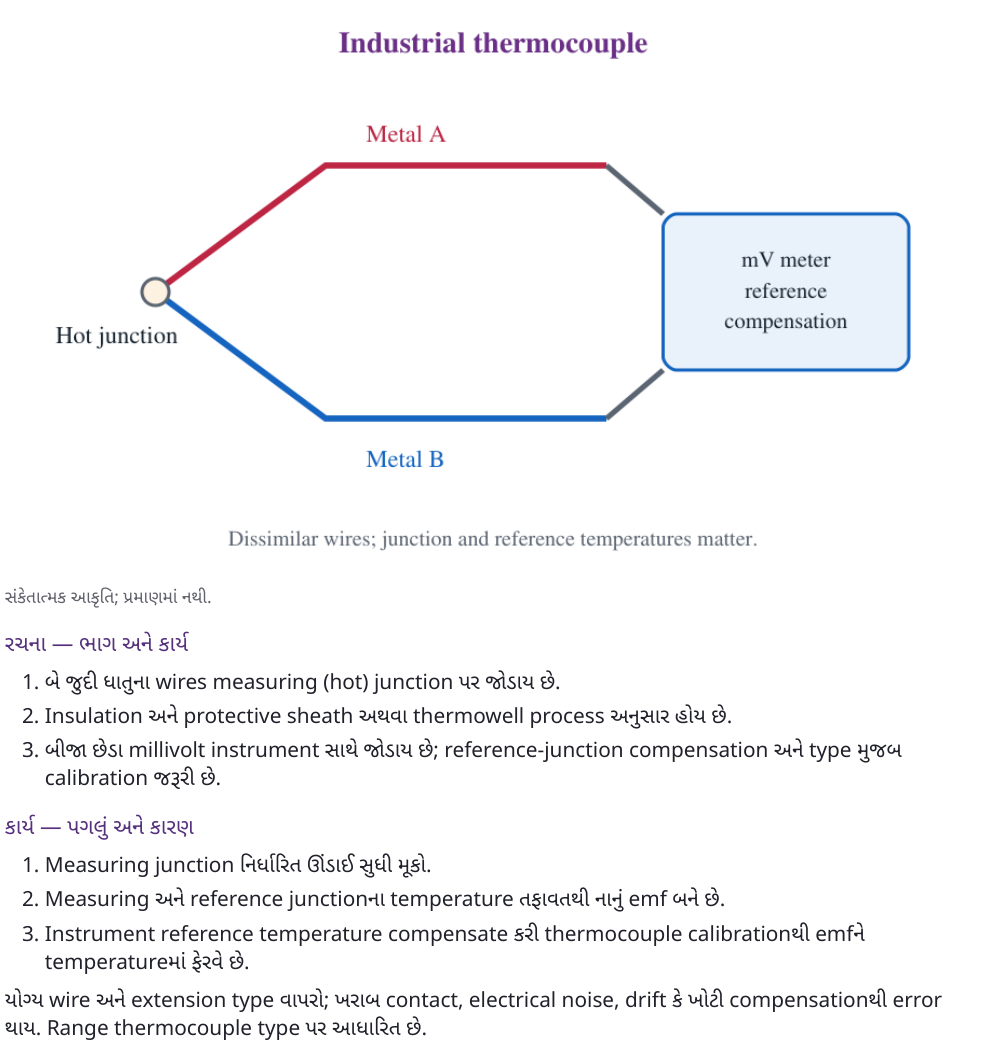 Industrial thermocouple
Metal A
mV meter
reference
compensation
Hot junction
Metal B
Dissimilar wires; junction and reference temperatures matter.
સંકેતાત્મક આકૃતિ; પ્રમાણમાં નથી.
રચના — ભાગ અને કાર્ય
1. બે જુદી ધાતુના wires measuring (hot) junction પર જોડાય છે.
2. Insulation અને protective sheath અથવા thermowell process અનુસાર હોય છે.
3. બીજા છેડા millivolt instrument સાથે જોડાય છે; reference-junction compensation અને type મુજબ
calibration જરૂરી છે.
કાર્ય — પગલું અને કારણ
1. Measuring junction નિર્ધારિત ઊંડાઈ સુધી મૂકો.
2. Measuring અને reference junctionના temperature તફાવતથી નાનું emf બને છે.
3. Instrument reference temperature compensate કરી thermocouple calibrationથી emfને
temperatureમાં ફેરવે છે.
યોગ્ય wire અને extension type વાપરો; ખરાબ contact, electrical noise, drift કે ખોટી compensationથી error
થાય. Range thermocouple type પર આધારિત છે.